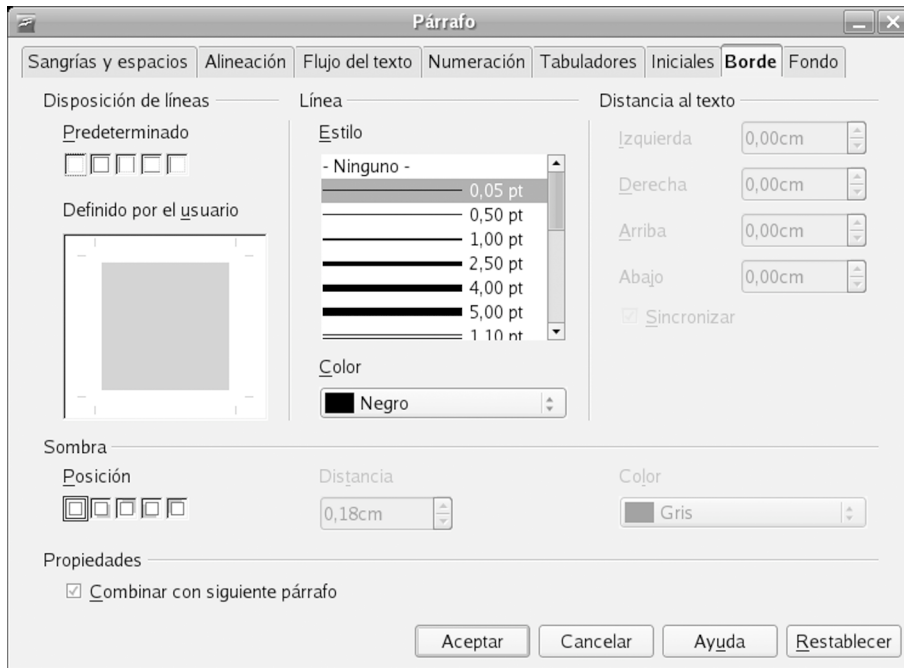 Párrafo
Sangrías y espacios Alineación Flujo del texto Numeración Tabuladores Iniciales Borde Fondo
Disposición de líneas
Predeterminado
Definido por el usuario
Línea
Estilo
- Ninguno -
0,05 pt
0,50 pt
1,00 pt
2,50 pt
4,00 pt
5,00 pt
1,10 pt
Color
Negro
Distancia al texto
Izquierda 0,00cm
Derecha 0,00cm
Arriba 0,00cm
Abajo 0,00cm
Sincronizar
Sombra
Posición
Distancia
0,18cm
Color
Gris
Propiedades
Combinar con siguiente párrafo
Aceptar Cancelar Ayuda Restablecer